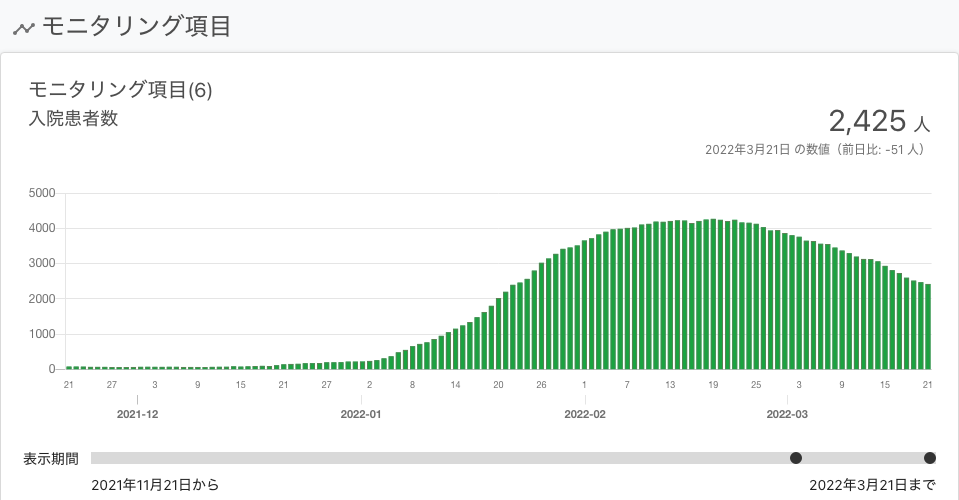 モニタリング項目
モニタリング項目(6)
入院患者数
2,425 人
2022年3月21日 の数値（前日比: -51 人）
5000
4000
3000
2000
1000
0
21 27 3 9 15 21 27 2 8 14 20 26 1 7 13 19 25 3 9 15 21
2021-12 2022-01 2022-02 2022-03
表示期間
2021年11月21日から 2022年3月21日まで